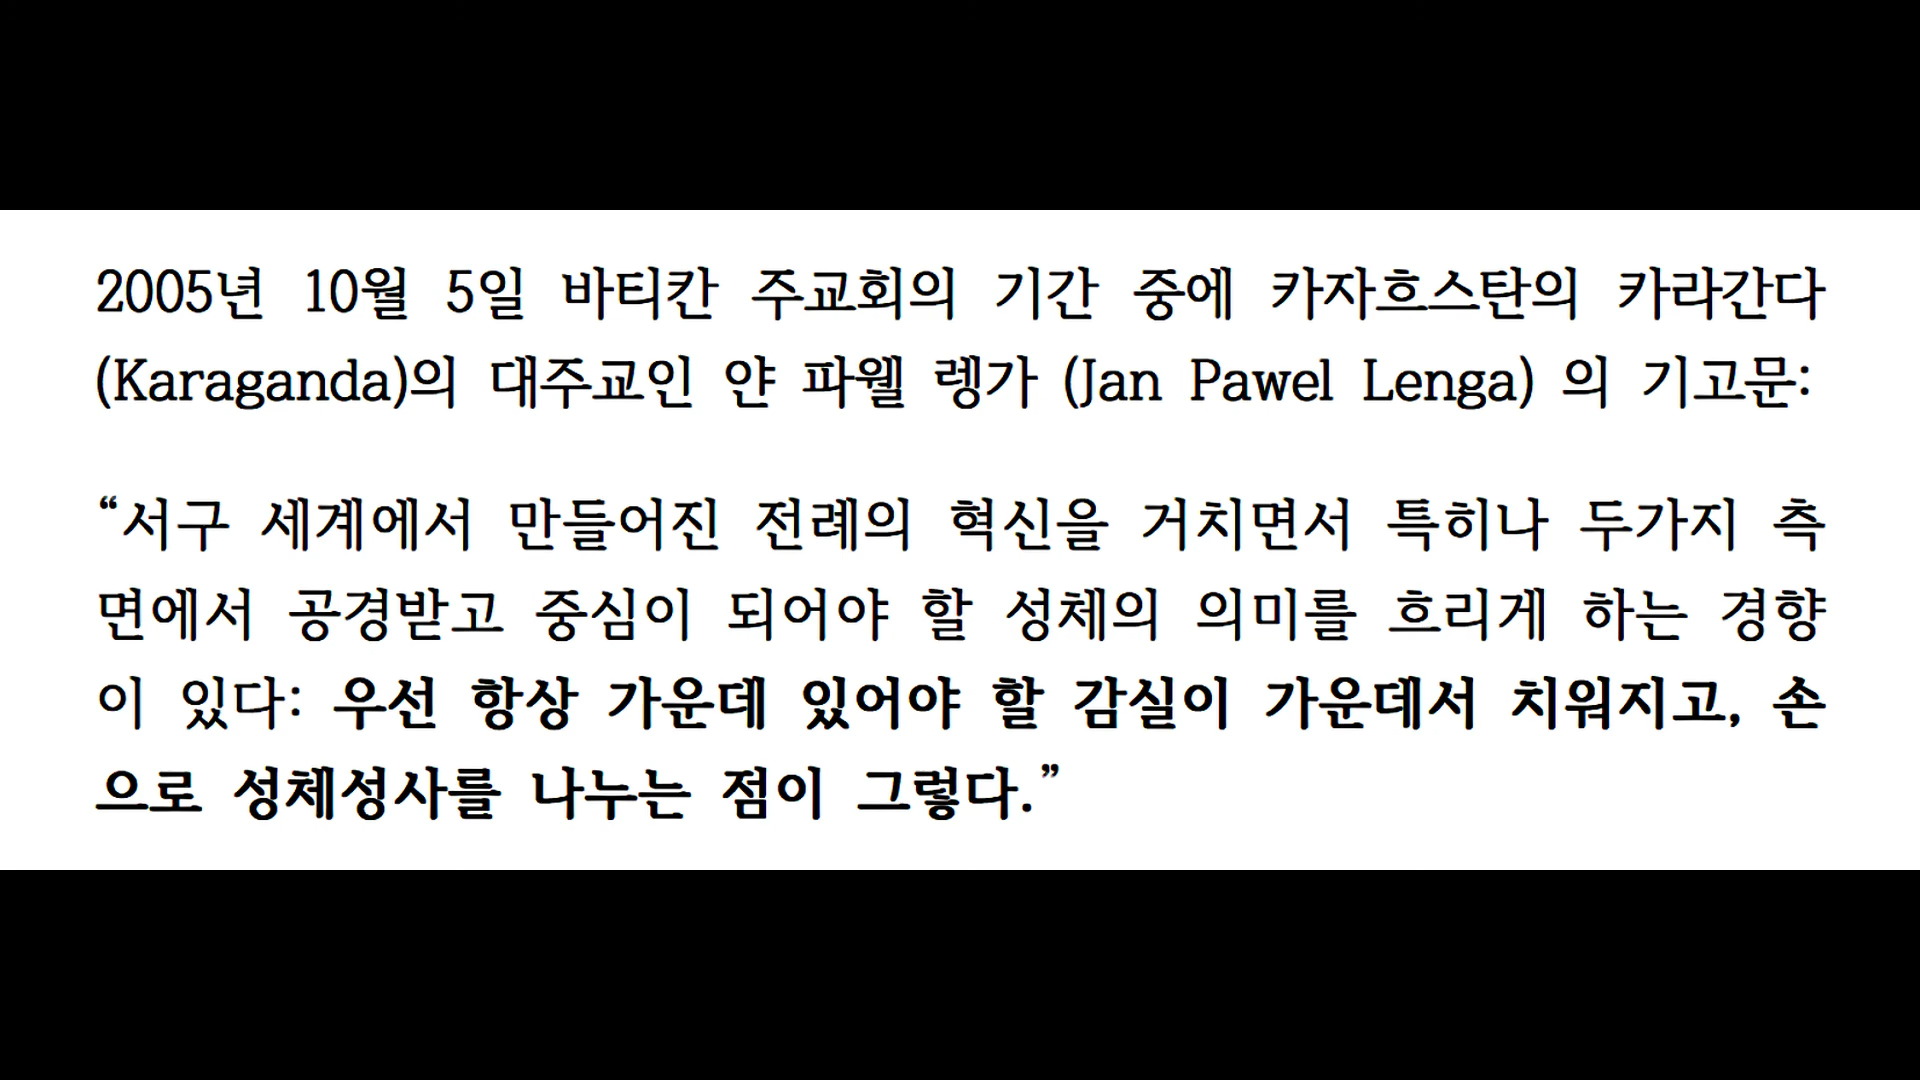 2005년 10월 5일 바티칸 주교회의 기간 중에 카자흐스탄의 카라간다
(Karaganda)의 대주교인 얀 파웰 렝가 (Jan Pawel Lenga) 의 기고문:
“서구 세계에서 만들어진 전례의 혁신을 거치면서 특히나 두가지 측
면에서 공경받고 중심이 되어야 할 성체의 의미를 흐리게 하는 경향
이 있다: 우선 항상 가운데 있어야 할 감실이 가운데서 치워지고, 손
으로 성체성사를 나누는 점이 그렇다.”